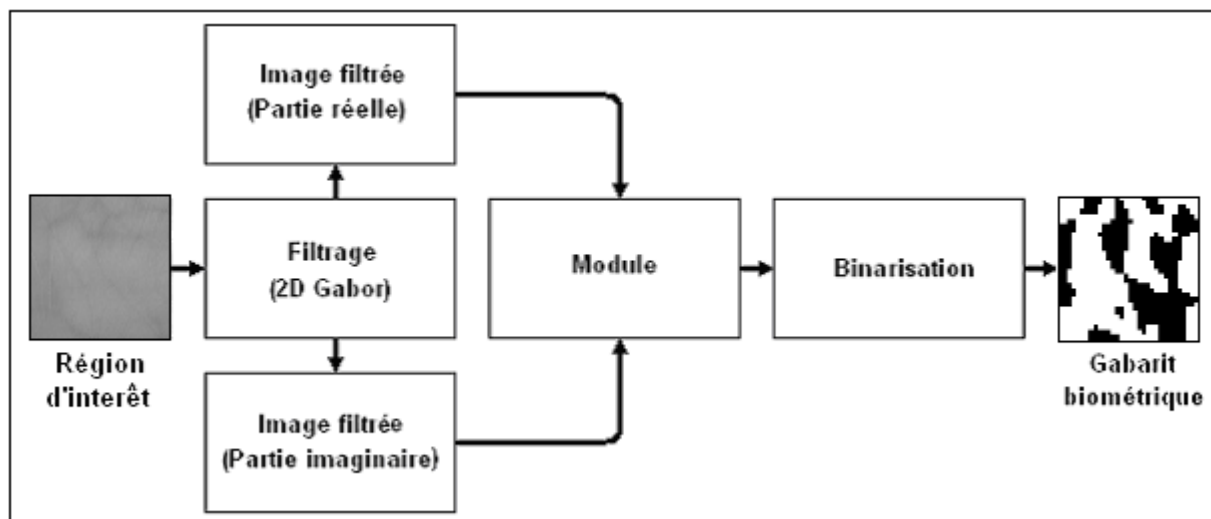 Image filtrée
(Partie réelle)
Filtrage
(2D Gabor)
Module
Binarisation
Région
d'interêt
Gabarit
biométrique
Image filtrée
(Partie imaginaire)